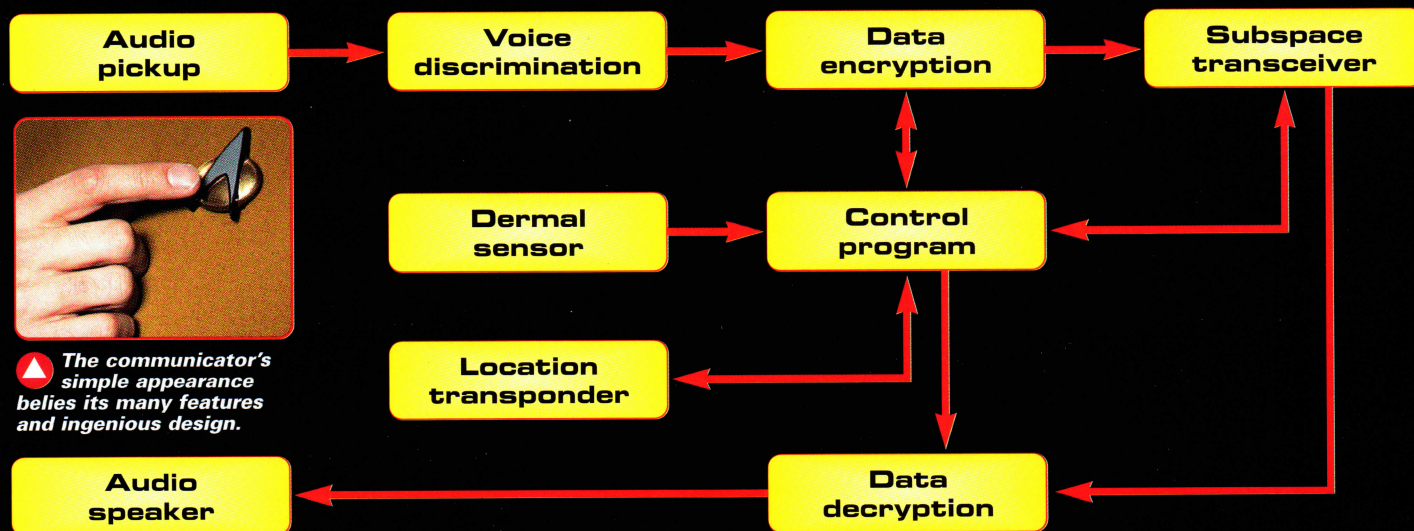 Audio
pickup
Voice
discrimination
Data
encryption
Subspace
transceiver
Dermal
sensor
Control
program
The communicator's
simple appearance
belies its many features
and ingenious design.
Location
transponder
Audio
speaker
Data
decryption